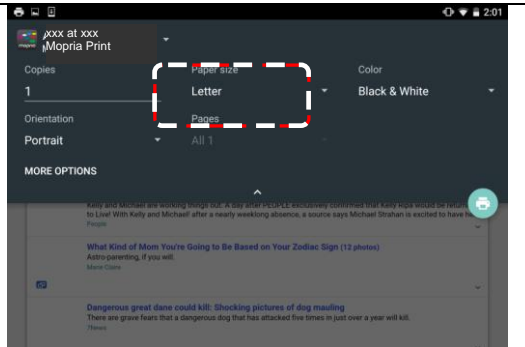 2:01
xxx at xxx
Mopria Print
Copies
Paper size
Color
1
Letter
Black & White
Orientation
Pages
Portrait
All 1
MORE OPTIONS
Kelly and Michael are working things out. A day after PEOPLE exclusively confirmed that Kelly Ripa would be
to Live! With Kelly and Michael! after a nearly weeklong absence, a source says Michael Strahan is excited to have
People
What Kind of Mom You're Going to Be Based on Your Zodiac Sign (12 photos)
Astro-parenting, if you will.
Marie Claire
Dangerous great dane could kill: Shocking pictures of dog mauling
There are grave fears that a dangerous dog that has attacked five times in just over a year will kill.
7News